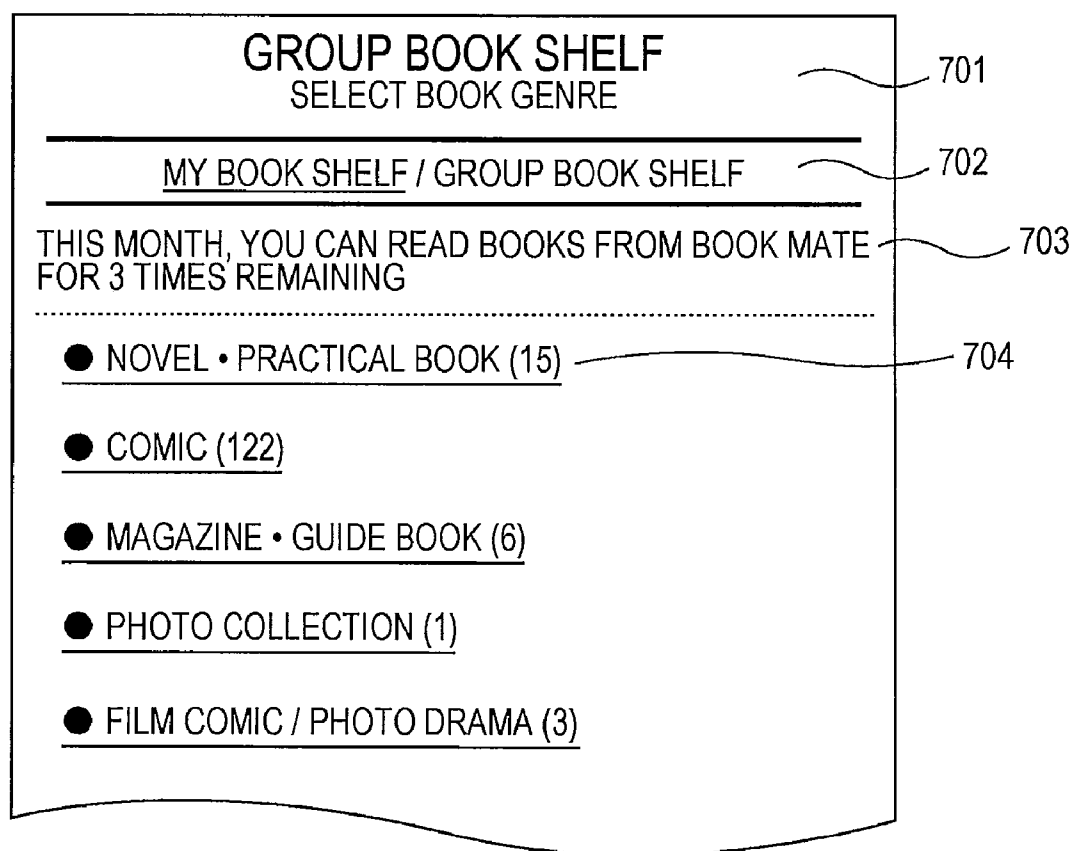 GROUP BOOK SHELF
SELECT BOOK GENRE
701
MY BOOK SHELF / GROUP BOOK SHELF
702
THIS MONTH, YOU CAN READ BOOKS FROM BOOK MATE
FOR 3 TIMES REMAINING
703
● NOVEL • PRACTICAL BOOK (15)
704
● COMIC (122)
● MAGAZINE • GUIDE BOOK (6)
● PHOTO COLLECTION (1)
● FILM COMIC / PHOTO DRAMA (3)